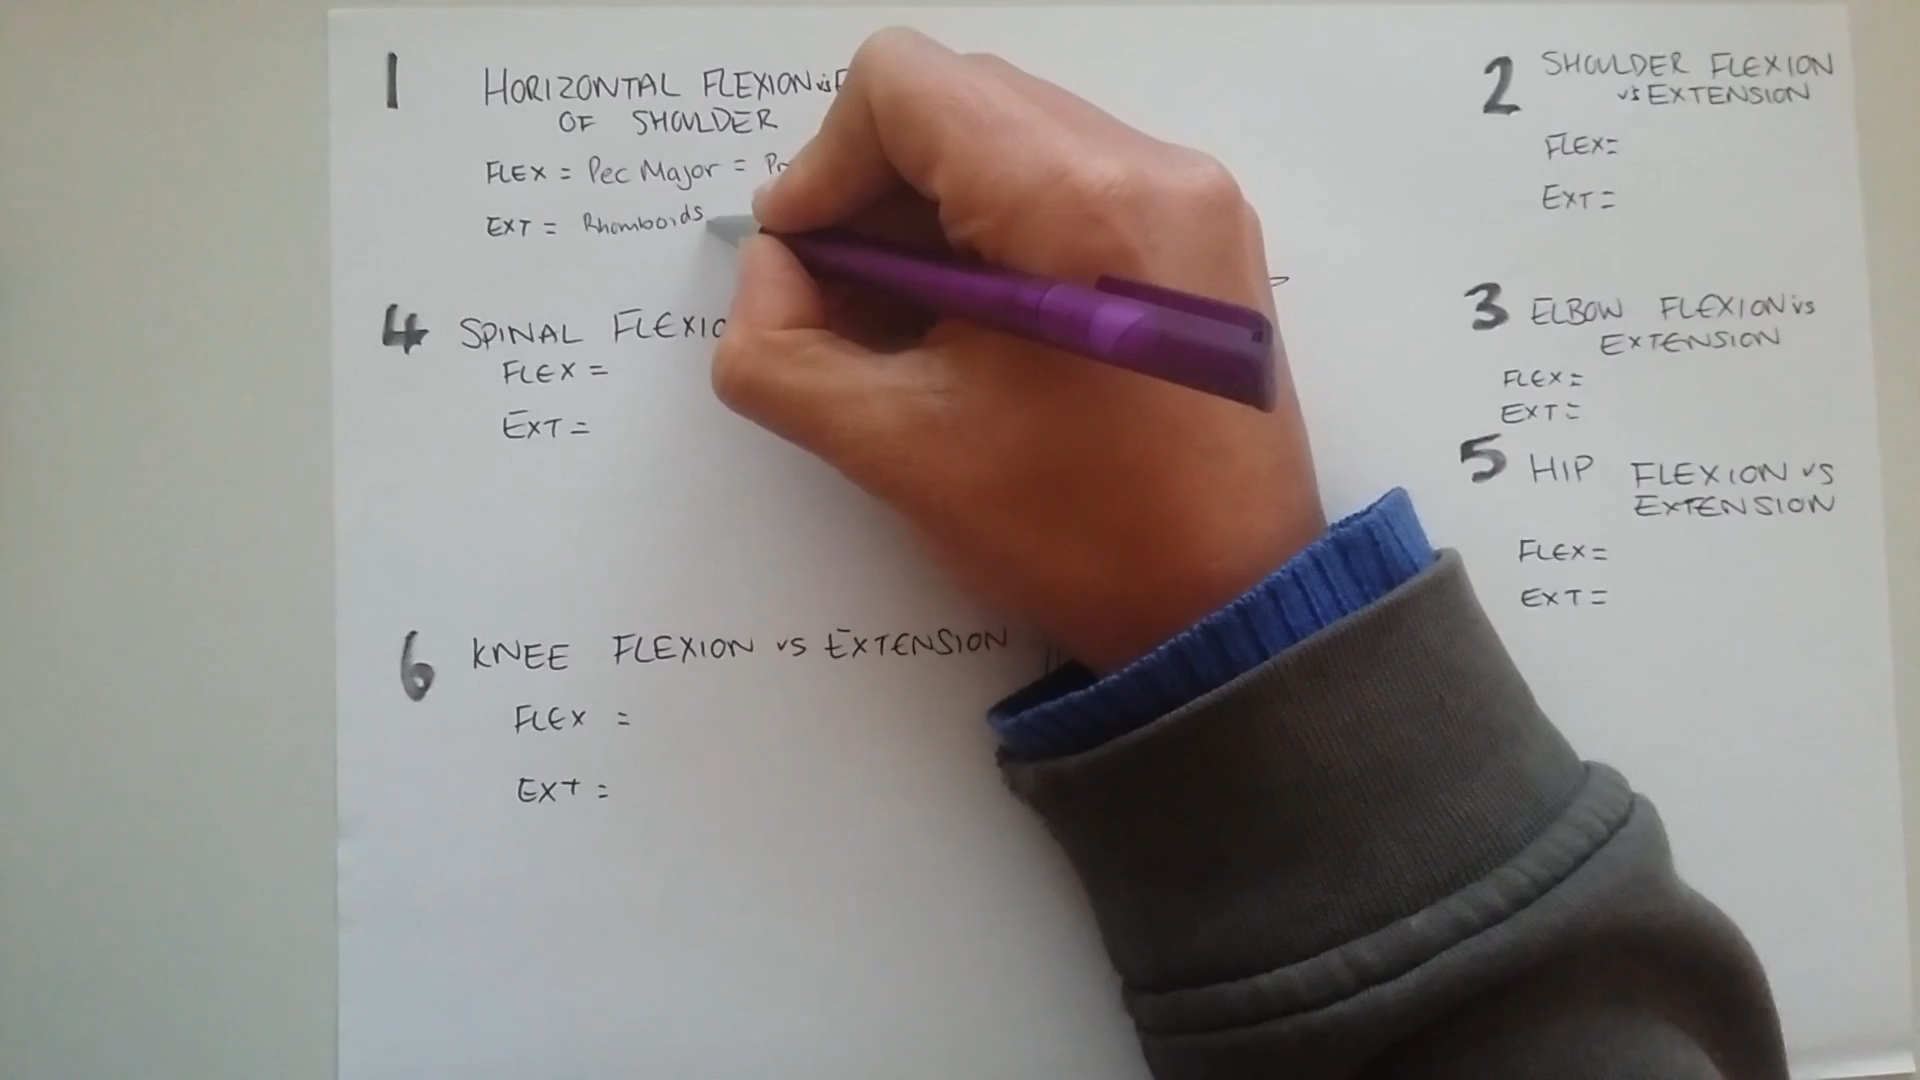 1 HORIZONTAL FLEXION vs
OF SHOULDER
FLEX = Pec Major =
EXT = Rhomboids
2 SHOULDER FLEXION
vs EXTENSION
FLEX=
EXT =
3 ELBOW FLEXION vs
EXTENSION
FLEX=
EXT =
4 SPINAL
FLEX =
EXT =
5 HIP FLEXION VS
EXTENSION
FLEX=
EXT=
6 KNEE FLEXION VS EXTENSION
FLEX =
EXT =